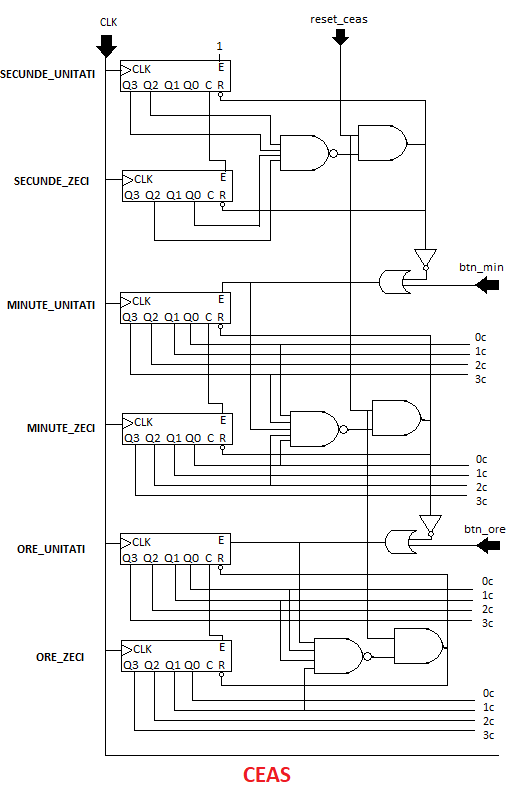 CLK
reset_ceas
1
SECUNDE_UNITATI
CLK E
Q3 Q2 Q1 Q0 C R
SECUNDE_ZECI
CLK E
Q3 Q2 Q1 Q0 C R
btn_min
MINUTE_UNITATI
CLK E
Q3 Q2 Q1 Q0 C R
0c
1c
2c
3c
MINUTE_ZECI
CLK E
Q3 Q2 Q1 Q0 C R
0c
1c
2c
3c
btn_ore
ORE_UNITATI
CLK E
Q3 Q2 Q1 Q0 C R
0c
1c
2c
3c
ORE_ZECI
CLK E
Q3 Q2 Q1 Q0 C R
0c
1c
2c
3c
CEAS